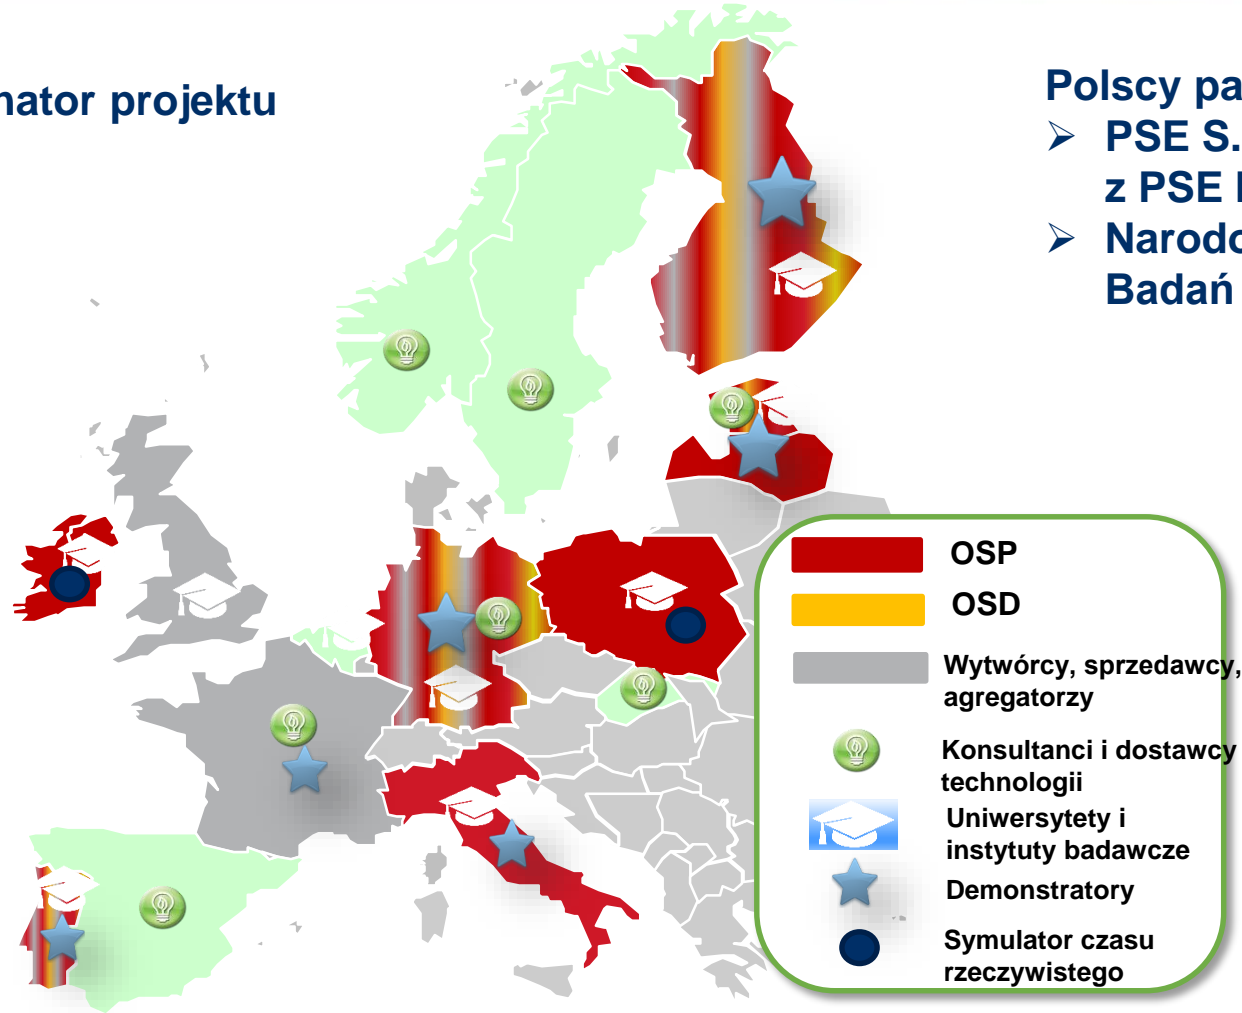 nator projektu
Polscy pa
➢ PSE S.
z PSE I
➢ Narodo
Badań
OSP
OSD
Wytwórcy, sprzedawcy,
agregatorzy
Konsultanci i dostawcy
technologii
Uniwersytety i
instytuty badawcze
Demonstratory
Symulator czasu
rzeczywistego